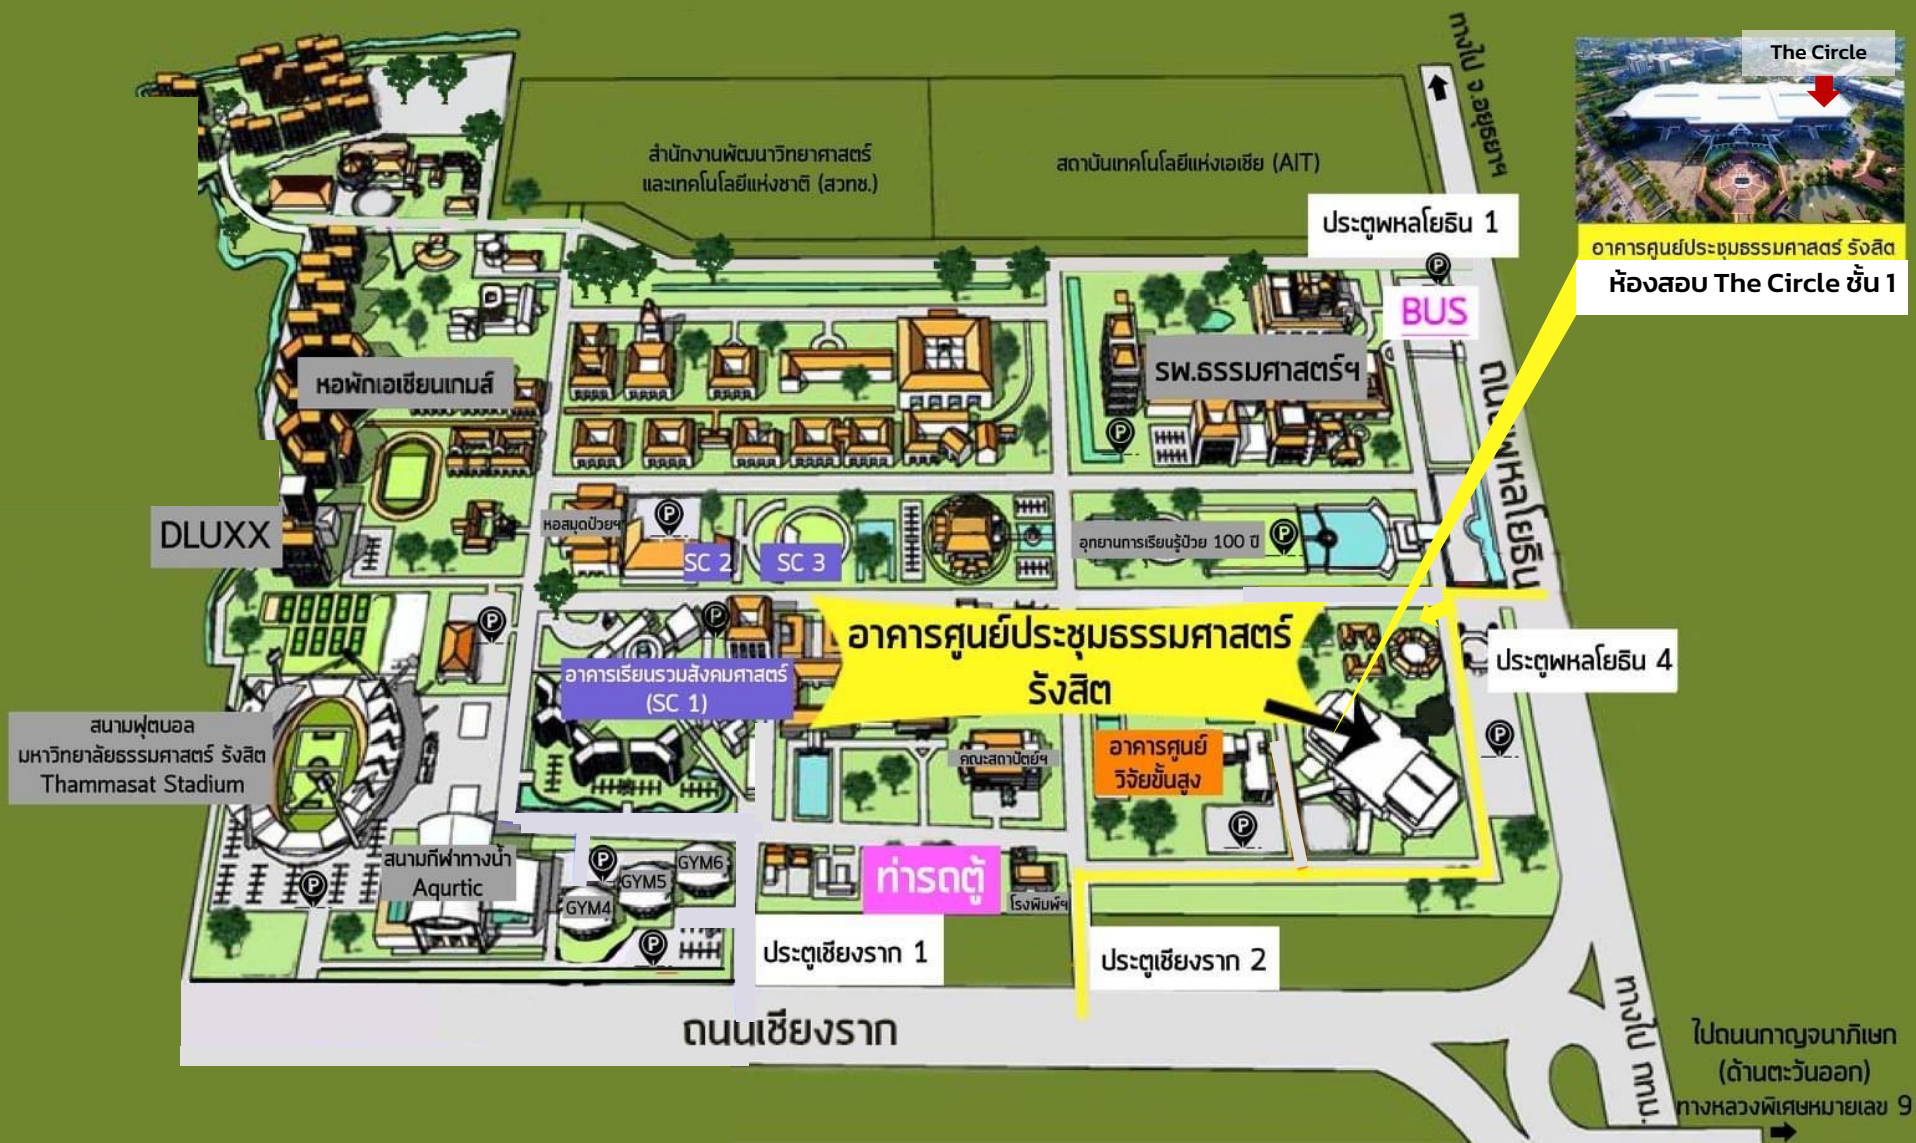 ทางไป จ.อยุธยาฯ
The Circle
สำนักงานพัฒนาวิทยาศาสตร์
และเทคโนโลยีแห่งชาติ (สวทช.)
สถาบันเทคโนโลยีแห่งเอเชีย (AIT)
ประตูพหลโยธิน 1
อาคารศูนย์ประชุมธรรมศาสตร์ รังสิต
ห้องสอบ The Circle ชั้น 1
P
BUS
รพ.ธรรมศาสตร์ฯ
หอพักเอเชียนเกมส์
ถนนพหลโยธิน
P
DLUXX
หอสมุดป๋วยฯ
P
SC 2
SC 3
อุทยานการเรียนรู้ป๋วย 100 ปี
P
P
P
อาคารศูนย์ประชุมธรรมศาสตร์
รังสิต
ประตูพหลโยธิน 4
อาคารเรียนรวมสังคมศาสตร์
(SC 1)
สนามฟุตบอล
มหาวิทยาลัยธรรมศาสตร์ รังสิต
Thammasat Stadium
คณะสถาปัตย์ฯ
อาคารศูนย์
วิจัยขั้นสูง
P
P
สนามกีฬาทางน้ำ
Aqurtic
P
P
GYM6
GYM5
GYM4
ท่ารถตู้
โรงพิมพ์ฯ
P
ประตูเชียงราก 1
ประตูเชียงราก 2
ถนนเชียงราก
ทางไป กทม.
ไปถนนกาญจนาภิเษก
(ด้านตะวันออก)
ทางหลวงพิเศษหมายเลข 9